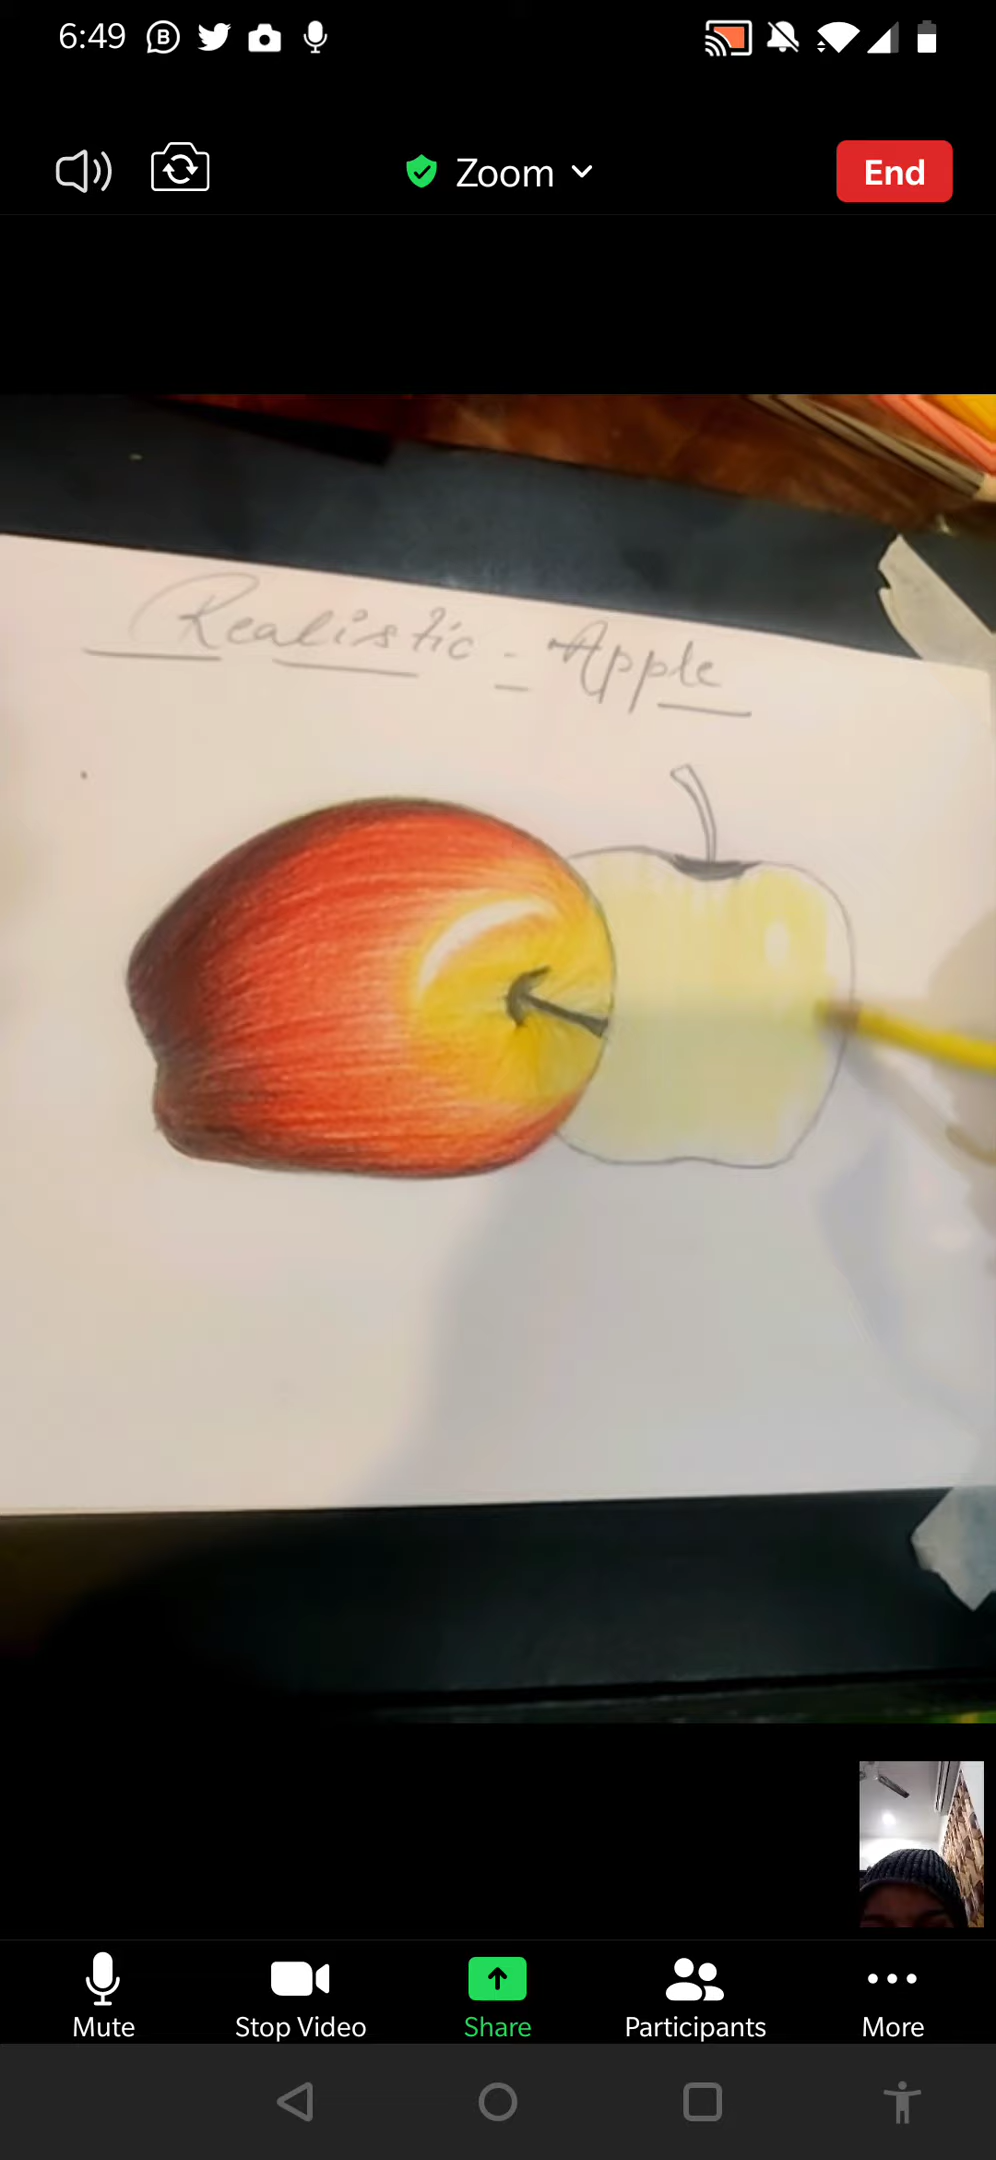 6:49
Zoom
End
Realistic - Apple
Mute
Stop Video
Share
Participants
More